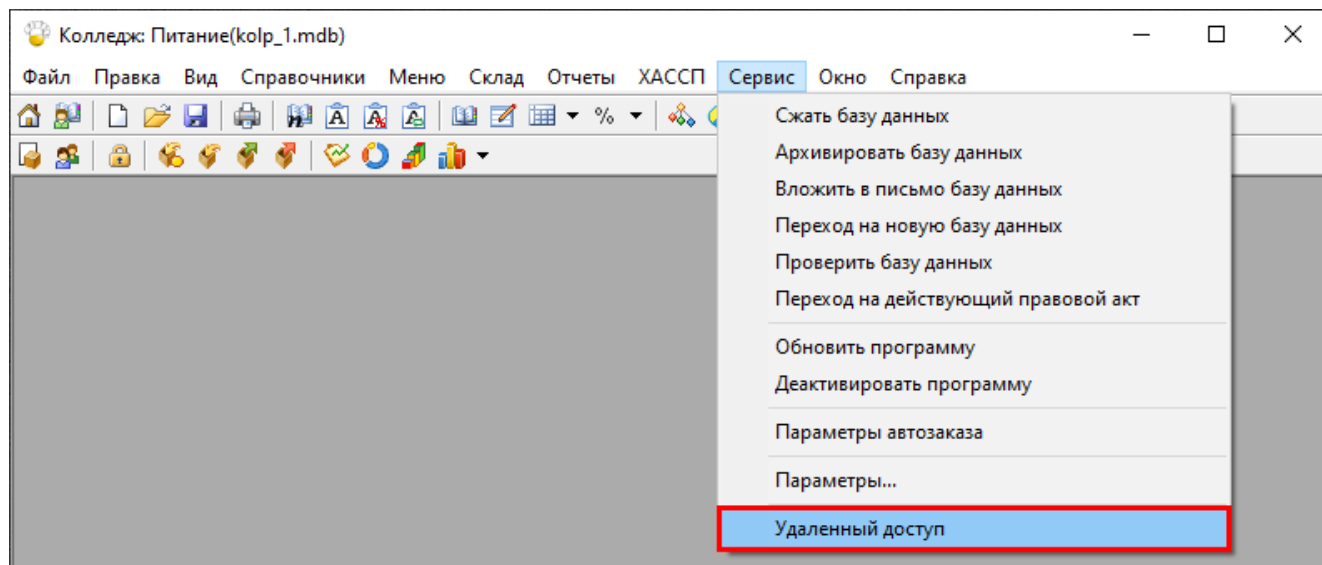 Колледж: Питание(kolp_1.mdb)
Файл Правка Вид Справочники Меню Склад Отчеты ХАССП Сервис Окно Справка
Сжать базу данных
Архивировать базу данных
Вложить в письмо базу данных
Переход на новую базу данных
Проверить базу данных
Переход на действующий правовой акт
Обновить программу
Деактивировать программу
Параметры автозаказа
Параметры...
Удаленный доступ